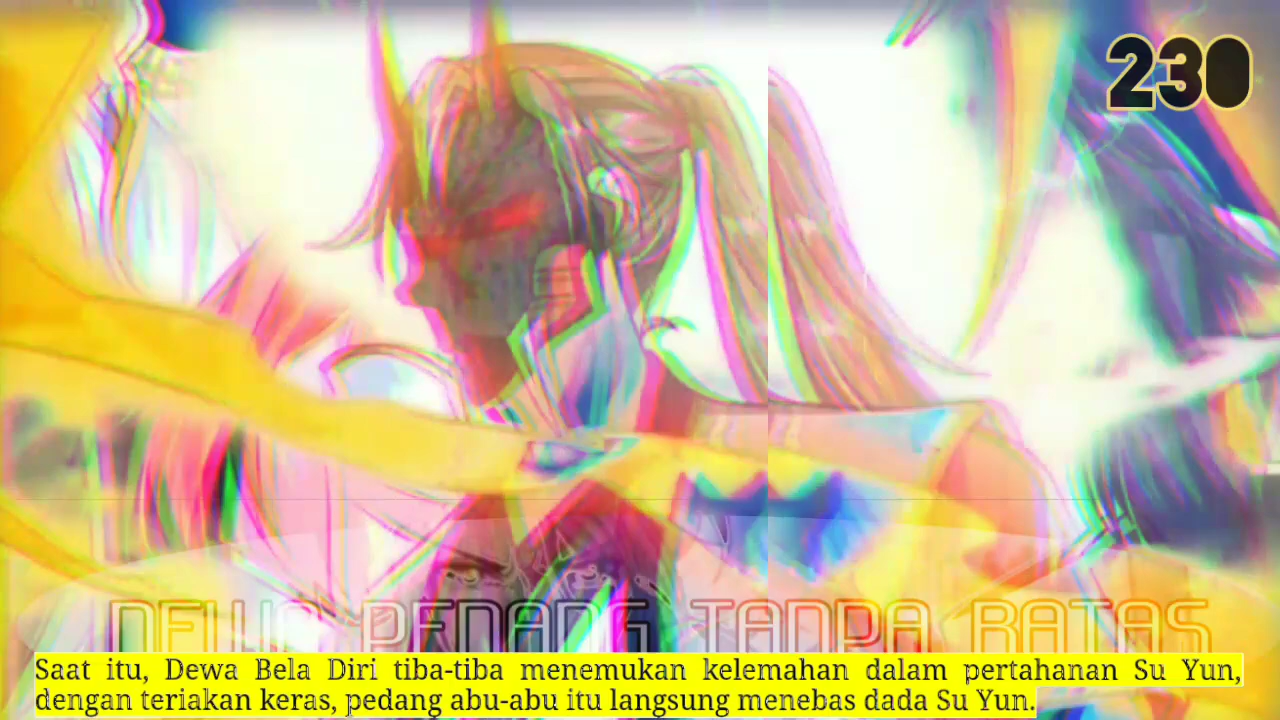 230
DEWA PEDANG TANPA BATAS
Saat itu, Dewa Bela Diri tiba-tiba menemukan kelemahan dalam pertahanan Su Yun,
dengan teriakan keras, pedang abu-abu itu langsung menebas dada Su Yun.